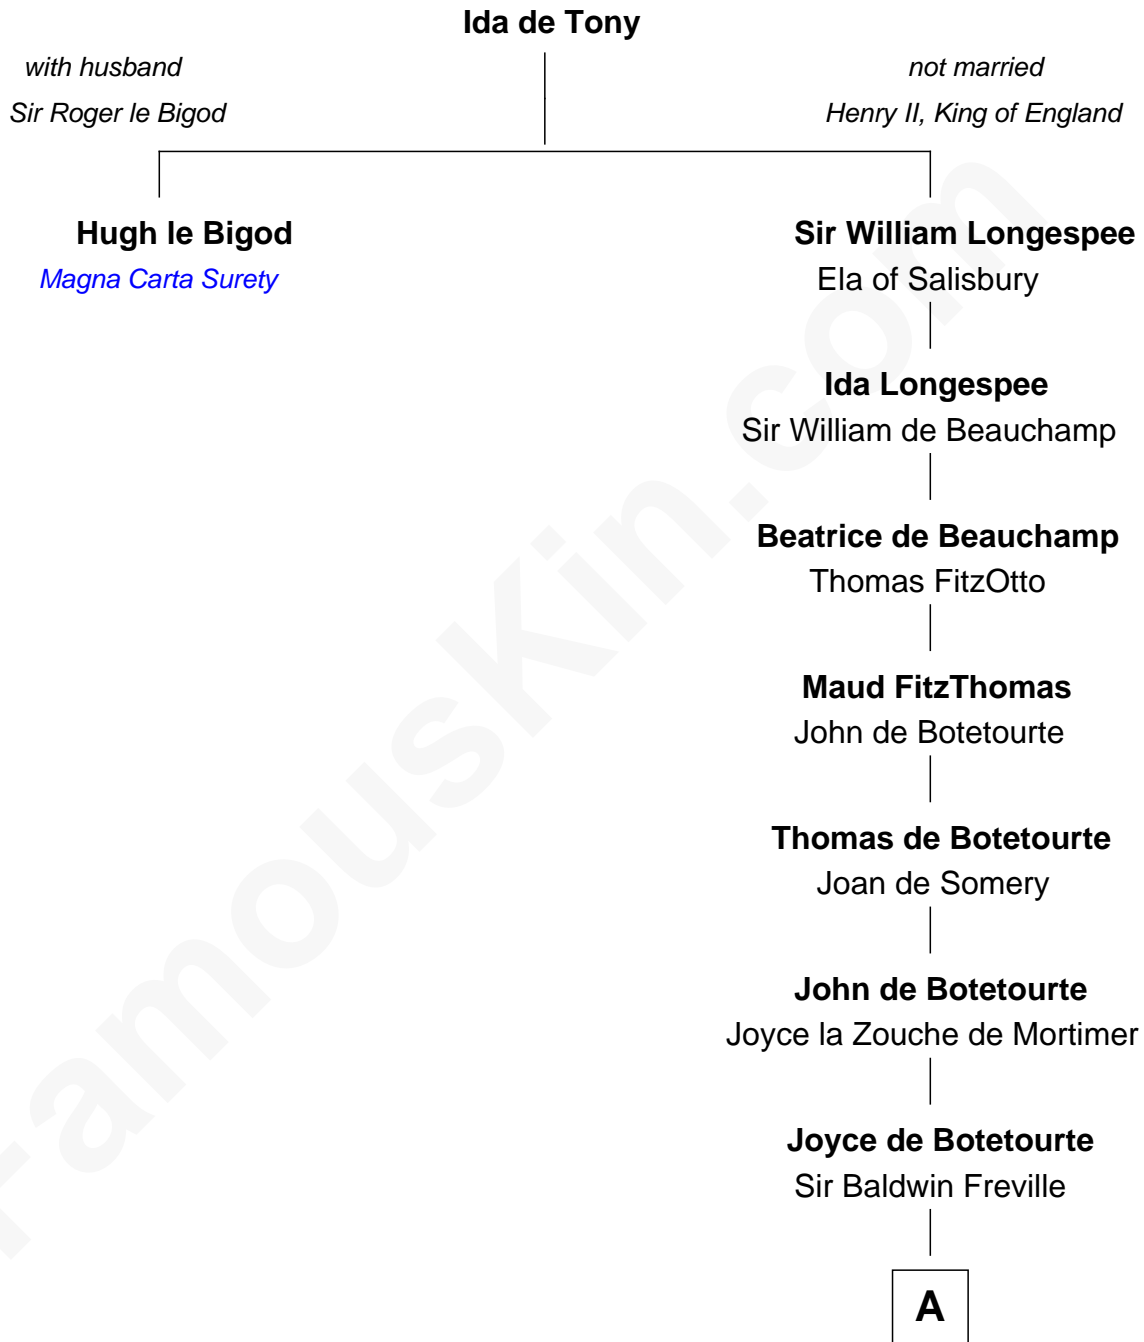 Ida de Tony
with husband
Sir Roger le Bigod
not married
Henry II, King of England
Hugh le Bigod
Magna Carta Surety
Sir William Longespee
Ela of Salisbury
Ida Longespee
Sir William de Beauchamp
Beatrice de Beauchamp
Thomas FitzOtto
Maud FitzThomas
John de Botetourte
Thomas de Botetourte
Joan de Somery
John de Botetourte
Joyce la Zouche de Mortimer
Joyce de Botetourte
Sir Baldwin Freville
A
FamousKin.com